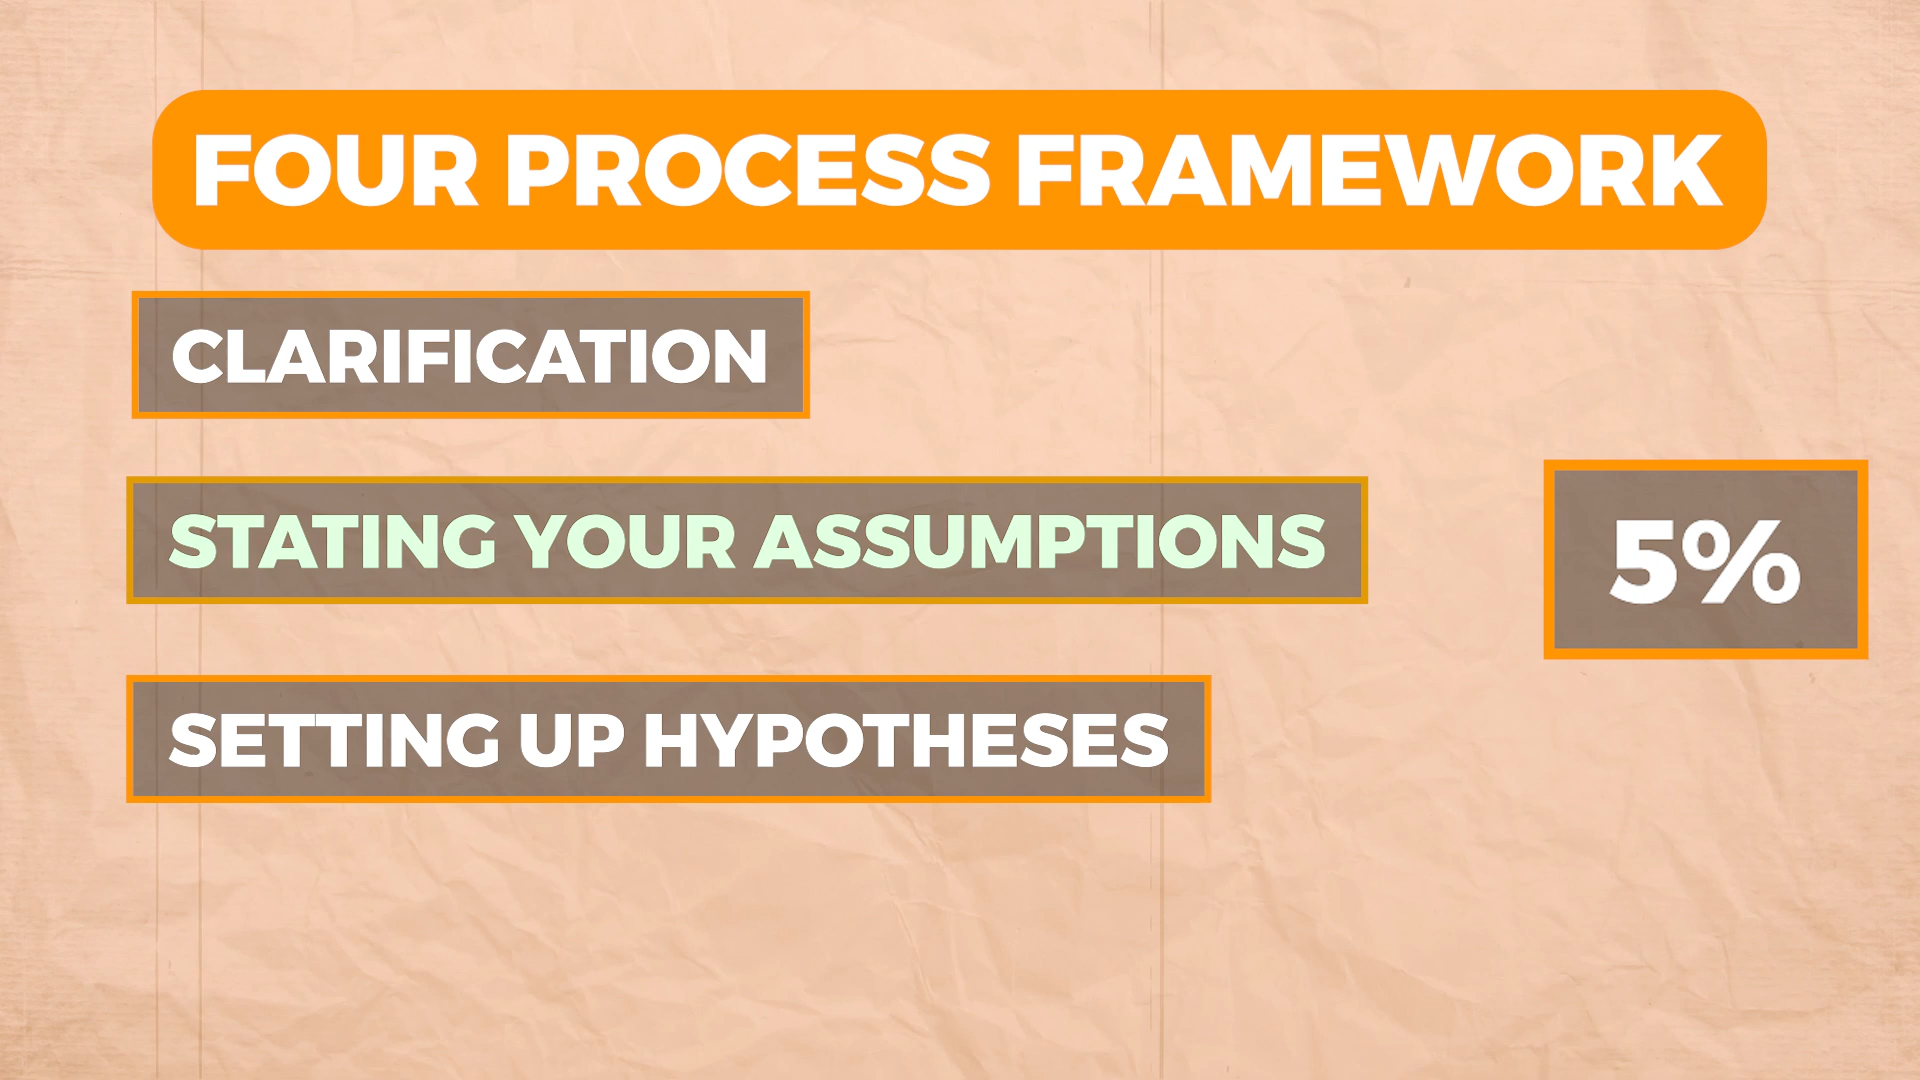 FOUR PROCESS FRAMEWORK
CLARIFICATION
STATING YOUR ASSUMPTIONS
5%
SETTING UP HYPOTHESES